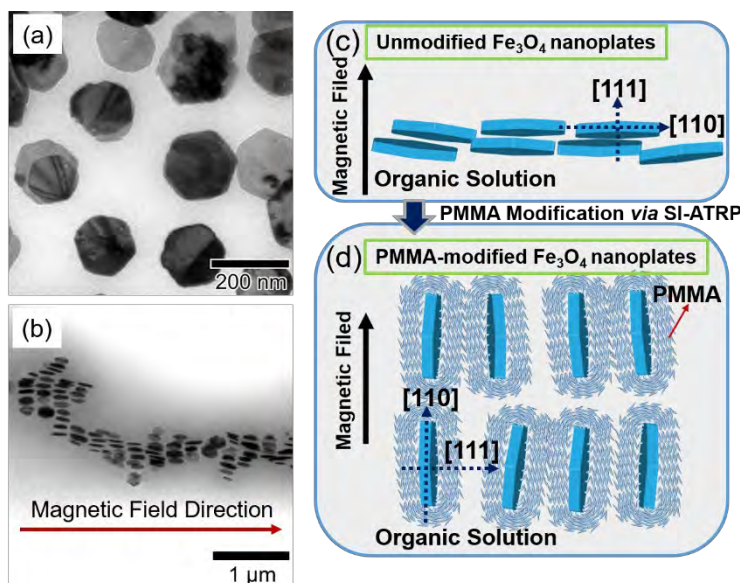 (a)
200 nm
(b)
Magnetic Field Direction
1 μm
(c)
Unmodified Fe₃O₄ nanoplates
Magnetic Filed
[111]
[110]
Organic Solution
PMMA Modification via SI-ATRP
(d)
PMMA-modified Fe₃O₄ nanoplates
PMMA
Magnetic Filed
[110]
[111]
Organic Solution